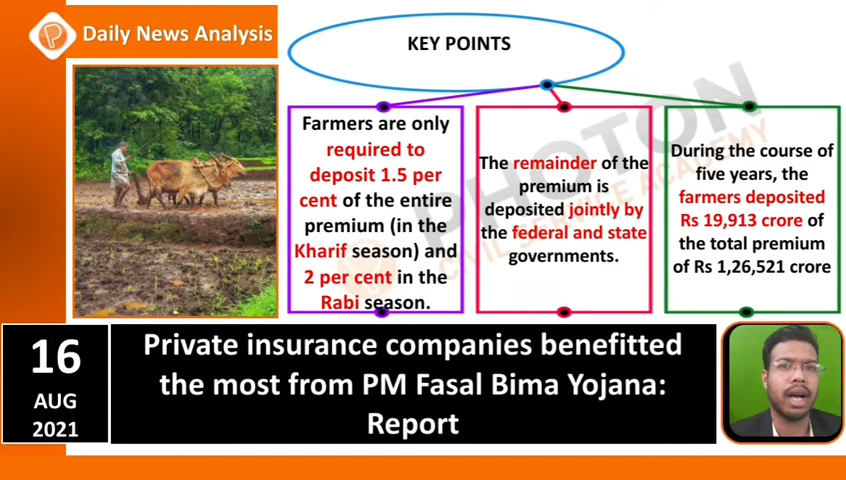 Daily News Analysis
KEY POINTS
Farmers are only
required to
deposit 1.5 per
cent of the entire
premium (in the
Kharif season) and
2 per cent in the
Rabi season.
The remainder of the
premium is
deposited jointly by
the federal and state
governments.
During the course of
five years, the
farmers deposited
Rs 19,913 crore of
the total premium
of Rs 1,26,521 crore
PHOTON
CIVIL SERVICE ACADEMY
16
AUG
2021
Private insurance companies benefitted
the most from PM Fasal Bima Yojana:
Report